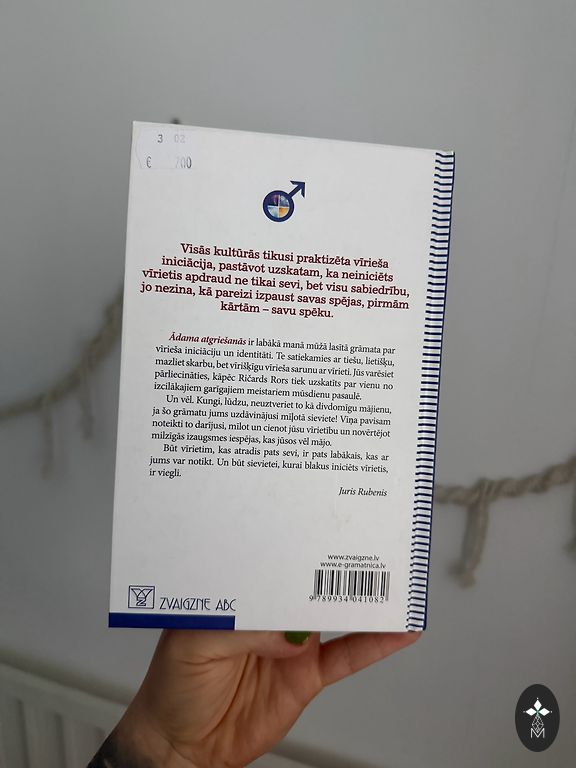 3 02
€ 7.00
Visās kultūrās tikusi praktizēta vīrieša
iniciācija, pastāvot uzskatam, ka neiniciēts
vīrietis apdraud ne tikai sevi, bet visu sabiedrību,
jo nezina, kā pareizi izpaust savas spējas, pirmām
kārtām – savu spēku.
Ādama atgriešanās ir labākā manā mūžā lasītā grāmata par
vīrieša iniciāciju un identitāti. Te satiekamies ar tiešu, lietišķu,
mazliet skarbu, bet vīrišķīgu vīrieša sarunu ar vīrieti. Jūs varēsiet
pārliecināties, kāpēc Ričards Rors tiek uzskatīts par vienu no
izcilākajiem garīgajiem meistariem mūsdienu pasaulē.
Un vēl. Kungi, lūdzu, neuztveriet to kā divdomīgu mājienu,
ja šo grāmatu jums uzdāvinājusi mīļotā sieviete! Viņa pavisam
noteikti to darījusi, mīlot un cienot jūsu vīrietību un novērtējot
milzīgās izaugsmes iespējas, kas jūsos vēl mājo.
Būt vīrietim, kas atradis pats sevi, ir pats labākais, kas ar
jums var notikt. Un būt sievietei, kurai blakus iniciēts vīrietis,
ir viegli.
Juris Rubenis
www.zvaigzne.lv
www.e-gramatnica.lv
9 789934 041082
ZVAIGZNE ABC
M